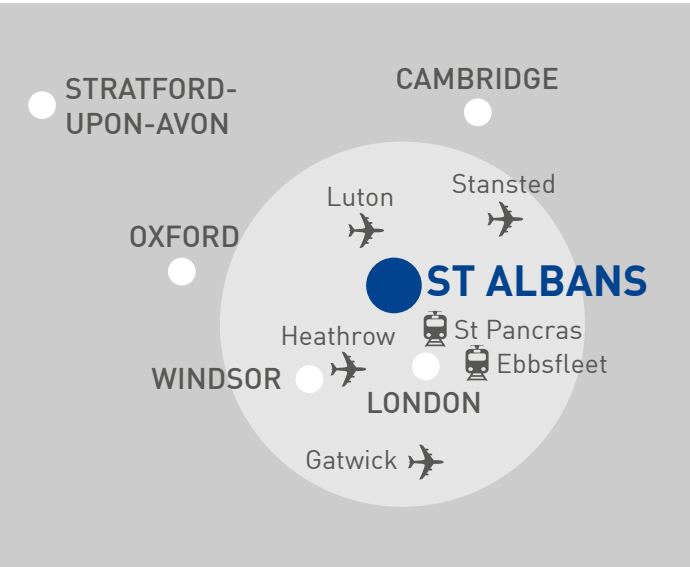 CAMBRIDGE
STRATFORD-
UPON-AVON
Stansted
Luton
OXFORD
ST ALBANS
St Pancras
Heathrow
Ebbsfleet
WINDSOR
LONDON
Gatwick